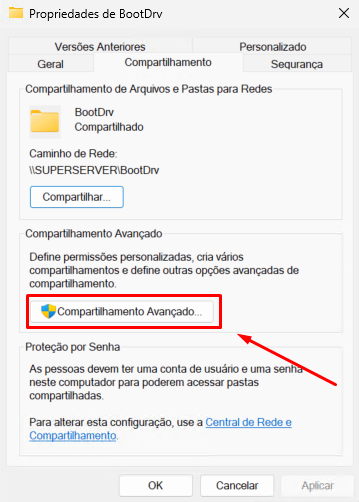 Propriedades de BootDrv
Versões Anteriores
Personalizado
Geral
Compartilhamento
Segurança
Compartilhamento de Arquivos e Pastas para Redes
BootDrv
Compartilhado
Caminho de Rede:
\\SUPERSERVER\BootDrv
Compartilhar...
Compartilhamento Avançado
Define permissões personalizadas, cria vários
compartilhamentos e define outras opções avançadas de
compartilhamento.
Compartilhamento Avançado...
Proteção por Senha
As pessoas devem ter uma conta de usuário e uma senha
neste computador para poderem acessar pastas
compartilhadas.
Para alterar esta configuração, use a Central de Rede e
Compartilhamento.
OK
Cancelar
Aplicar